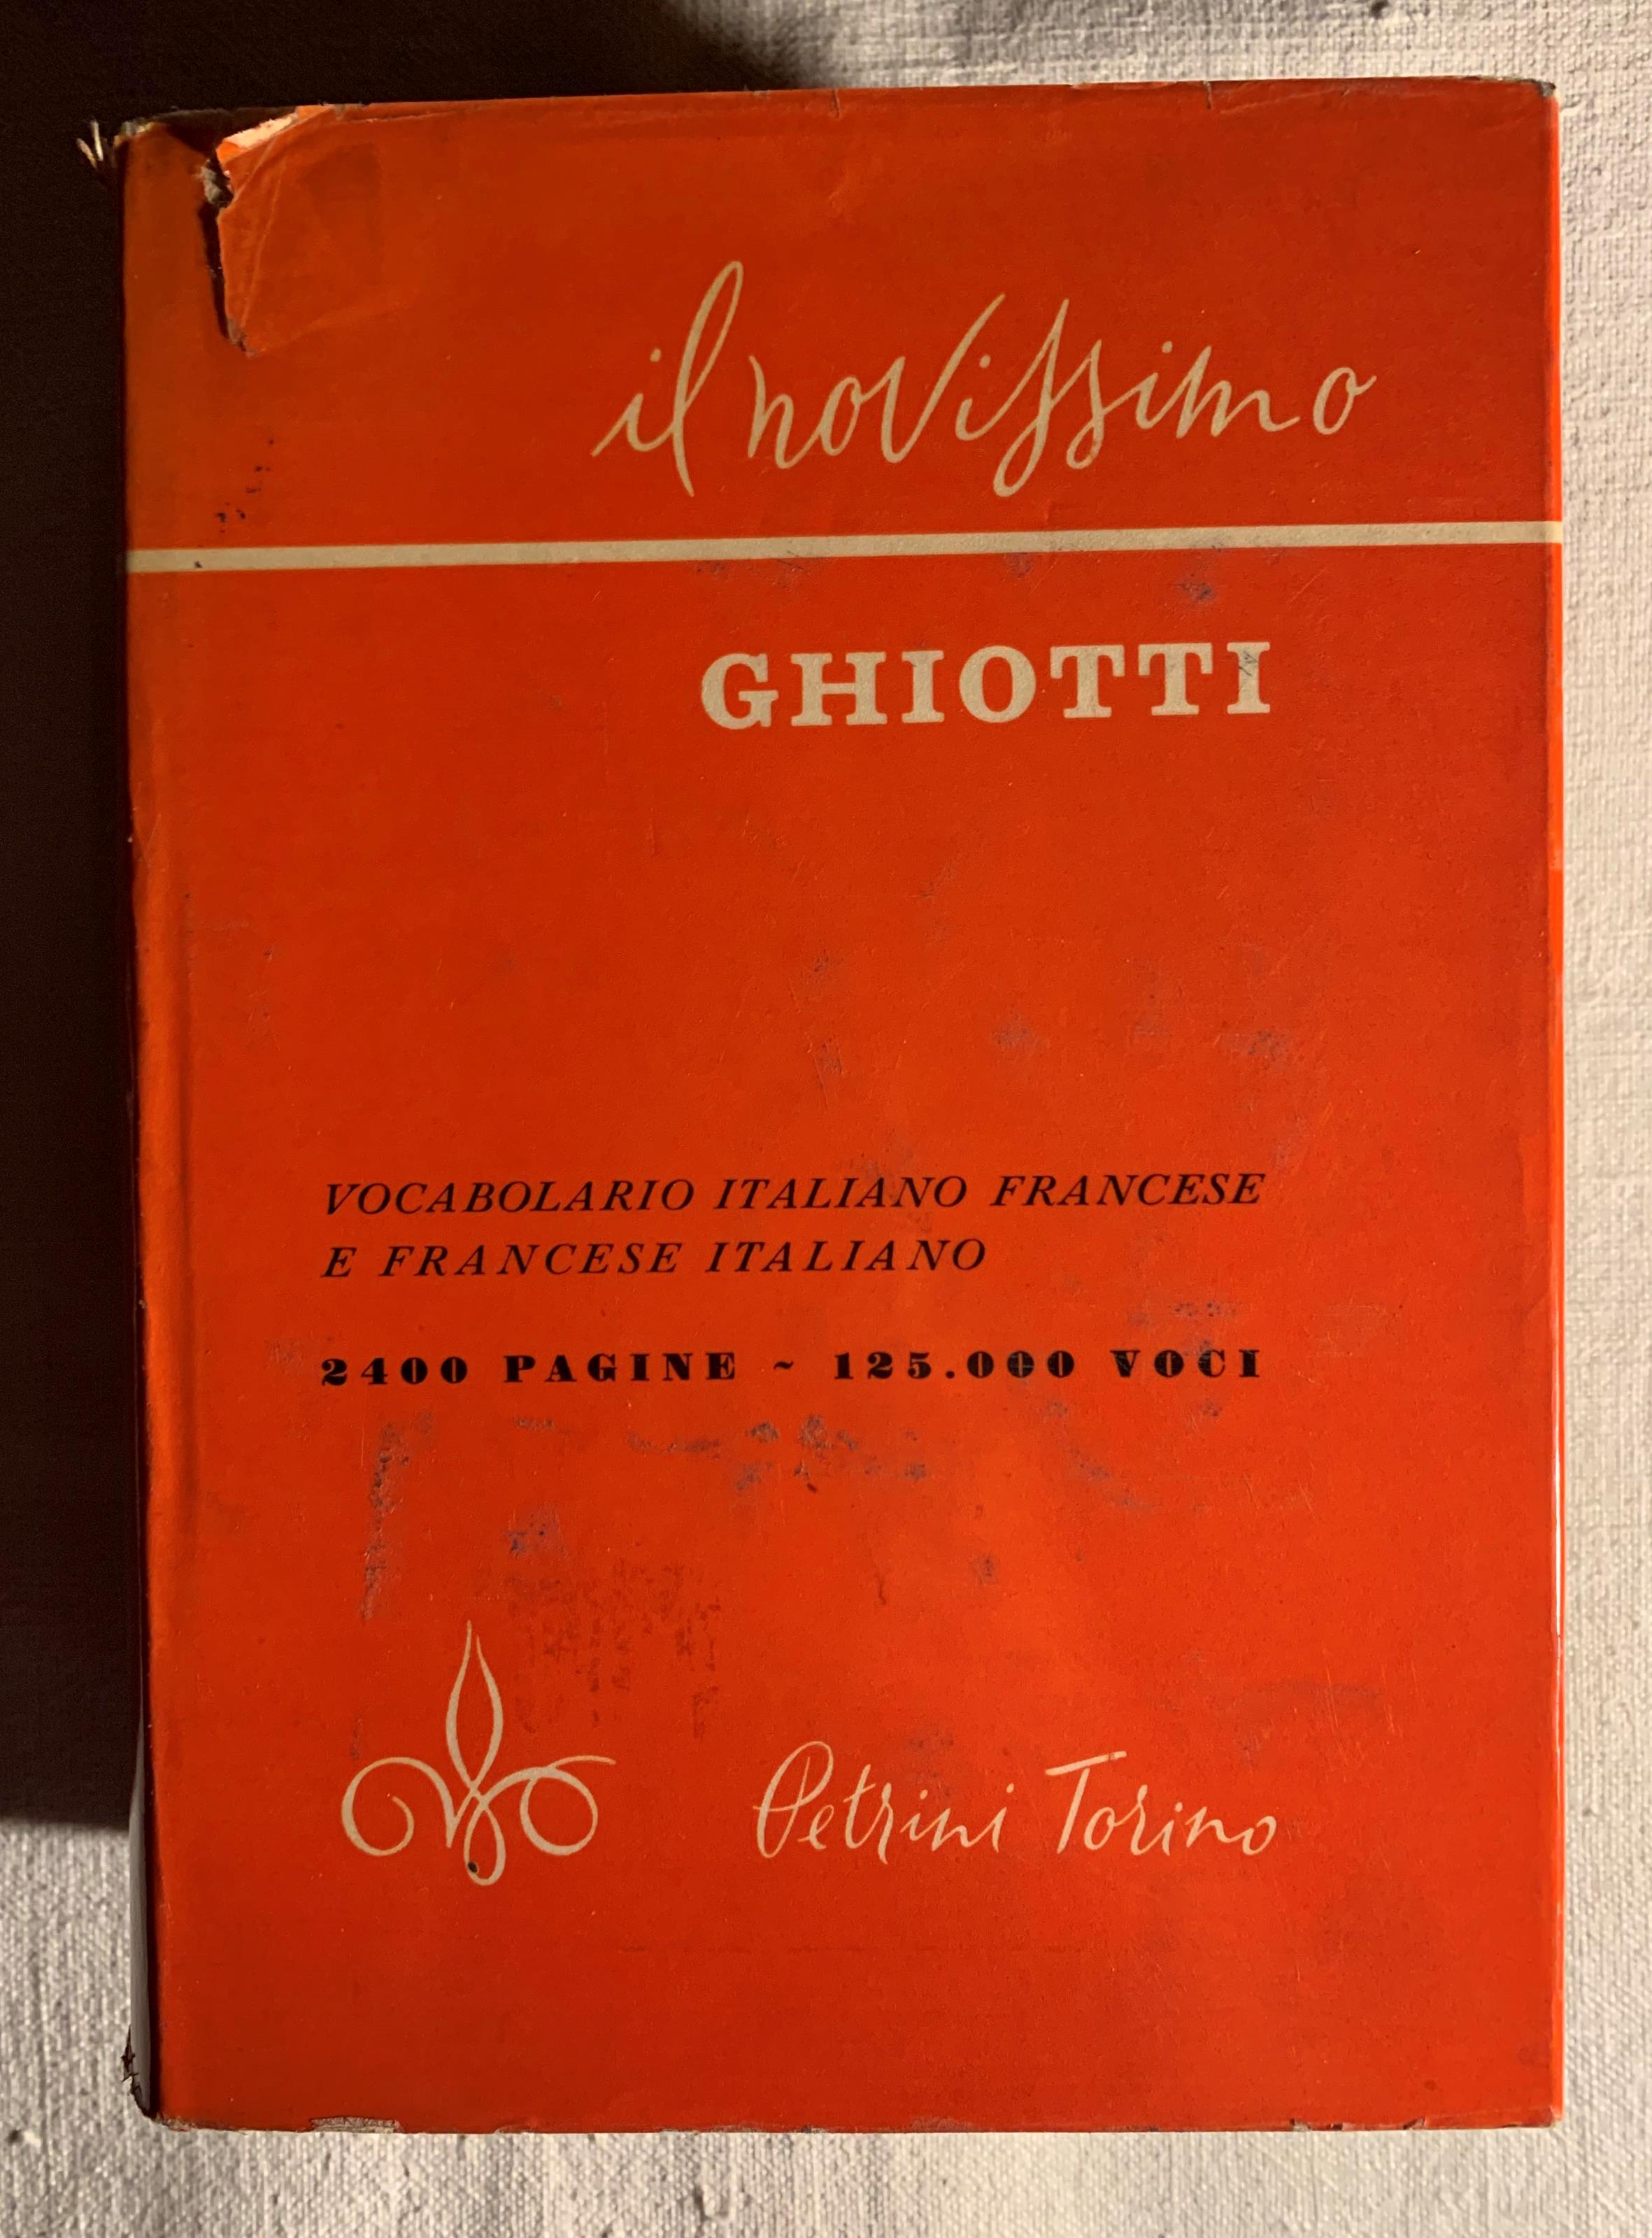 il novissimo
GHIOTTI
VOCABOLARIO ITALIANO FRANCESE
E FRANCESE ITALIANO
2400 PAGINE ~ 125.000 VOCI
Petrini Torino